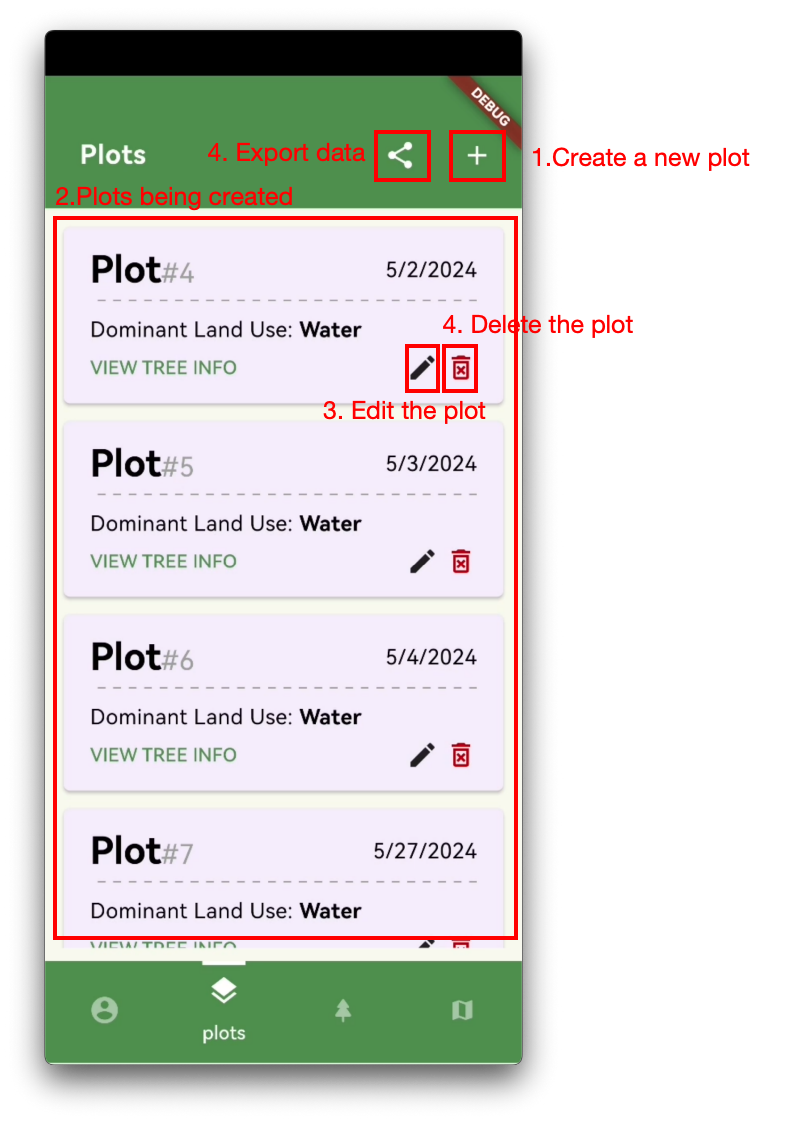 DEBUG
Plots
4. Export data
1.Create a new plot
2.Plots being created
Plot#4
5/2/2024
4. Delete the plot
Dominant Land Use: Water
VIEW TREE INFO
3. Edit the plot
Plot#5
5/3/2024
Dominant Land Use: Water
VIEW TREE INFO
Plot#6
5/4/2024
Dominant Land Use: Water
VIEW TREE INFO
Plot#7
5/27/2024
Dominant Land Use: Water
VIEW TREE INFO
plots